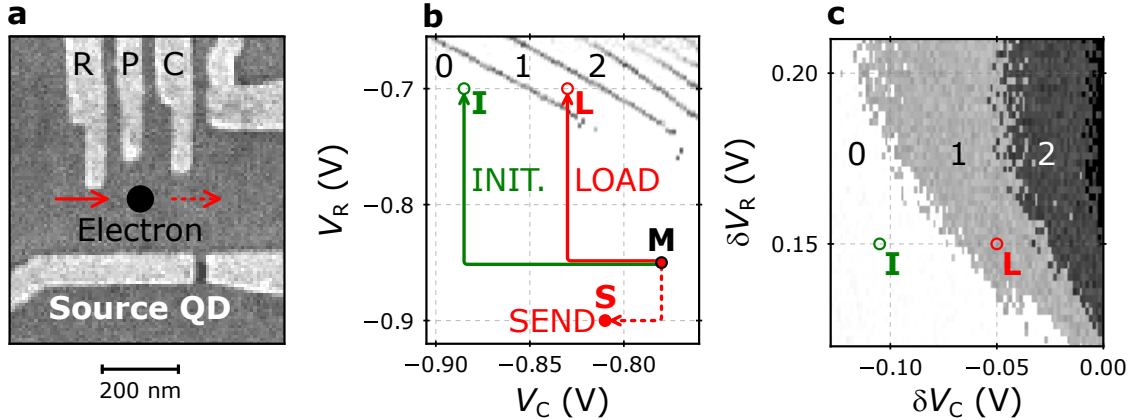 a
R P C
Electron
Source QD
200 nm
b
0 1 2
I
L
INIT.
LOAD
M
S
SEND
−0.7
−0.8
−0.9
V_R (V)
−0.90 −0.85 −0.80
V_C (V)
c
0 1 2
I
L
0.20
0.15
δV_R (V)
−0.10 −0.05 0.00
δV_C (V)